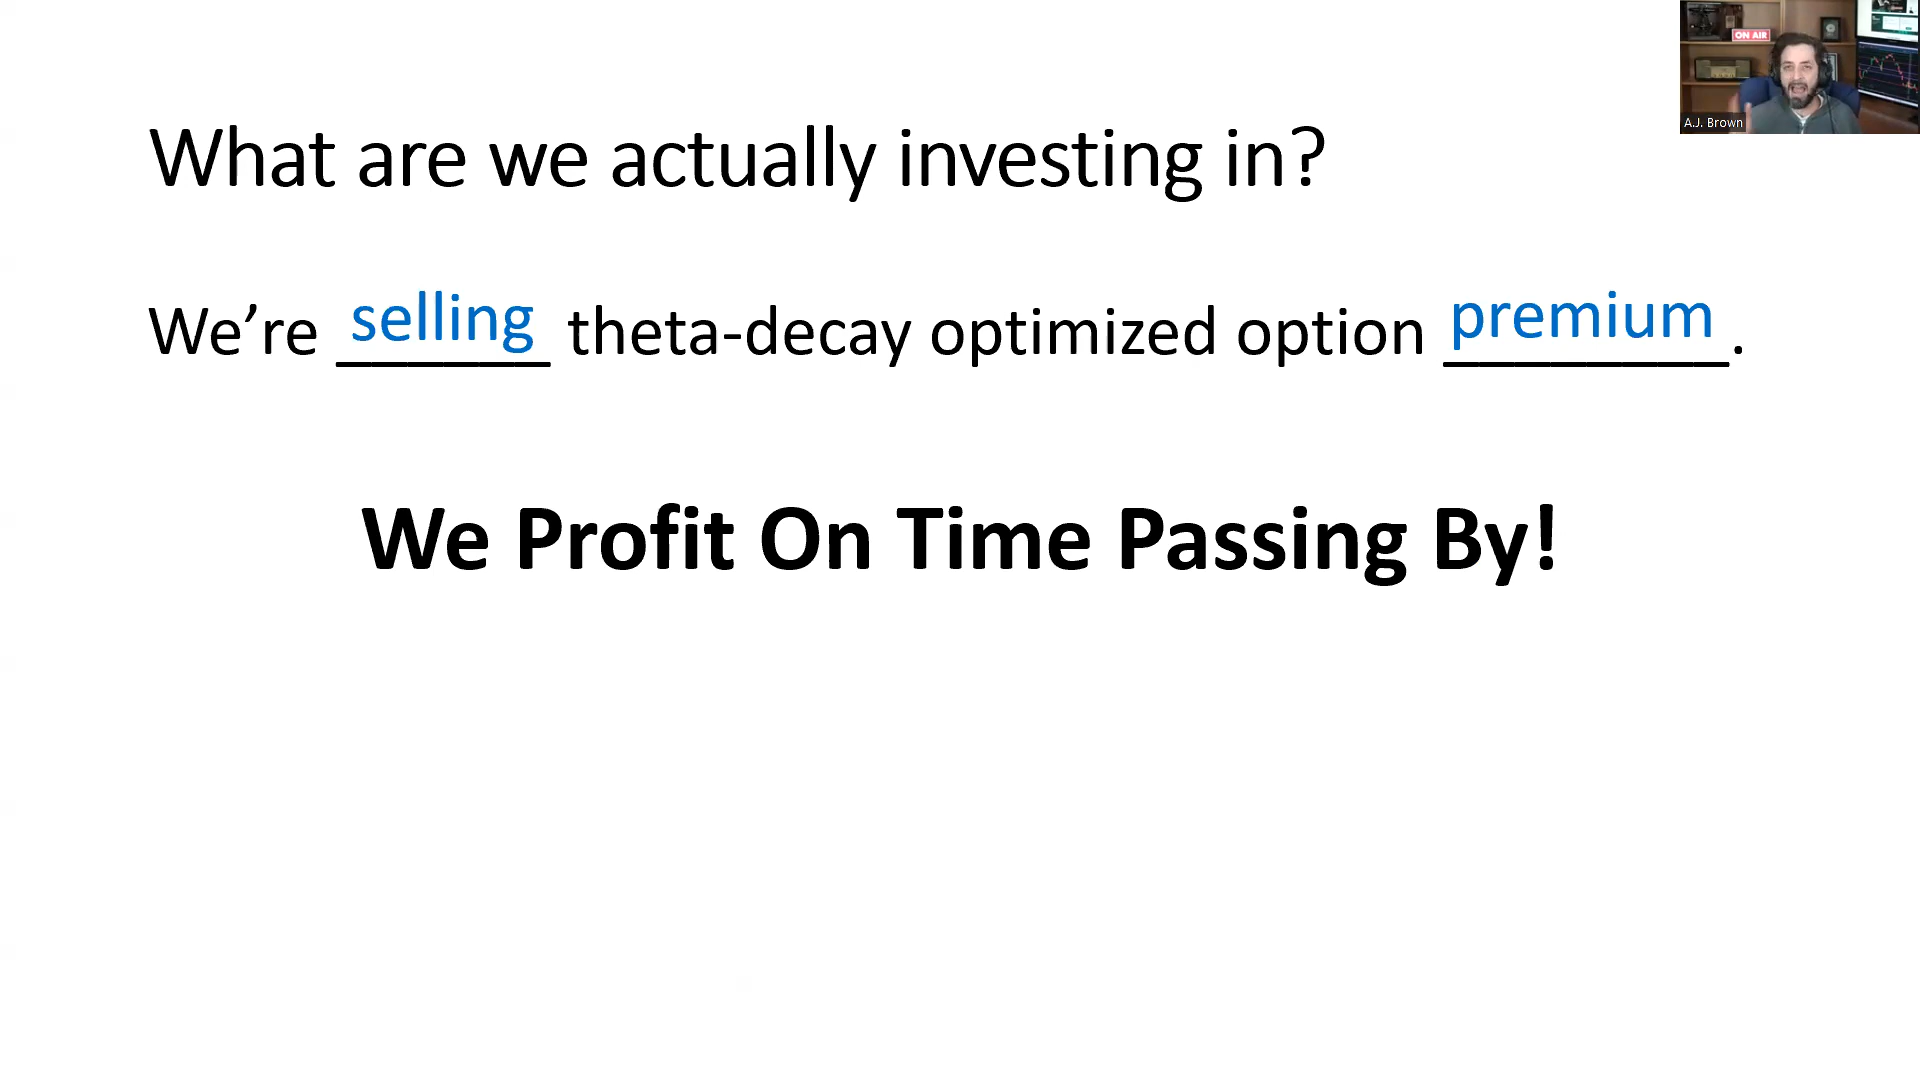 ON AIR
A.J. Brown
What are we actually investing in?
We’re selling theta-decay optimized option premium.
We Profit On Time Passing By!